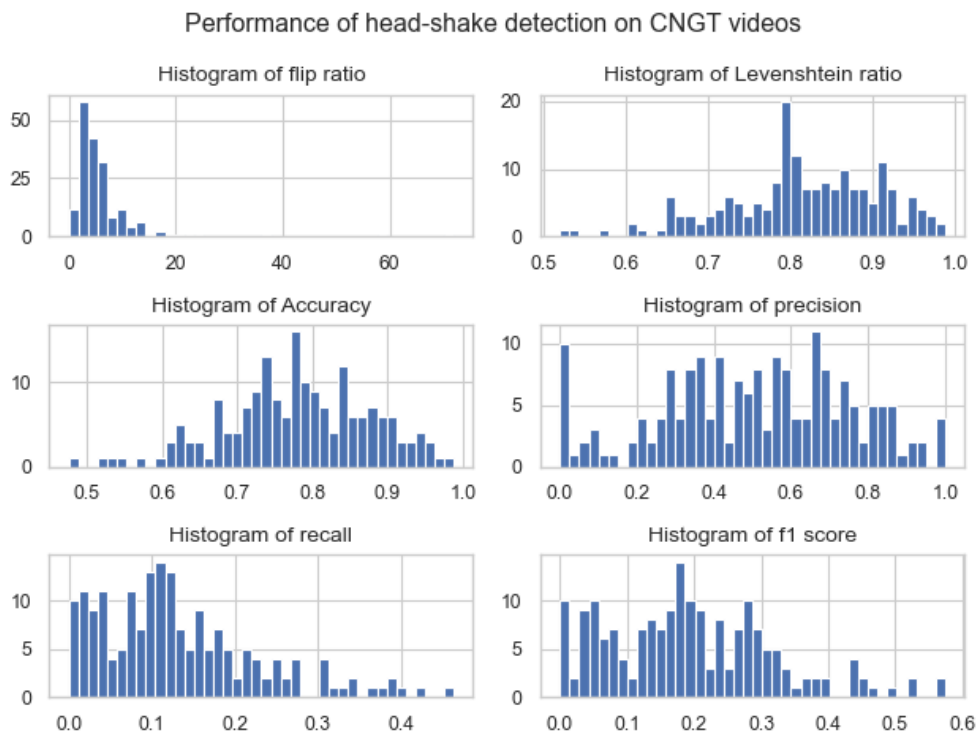 Performance of head-shake detection on CNGT videos
Histogram of flip ratio
50
25
0
0 20 40 60
Histogram of Levenshtein ratio
20
10
0
0.5 0.6 0.7 0.8 0.9 1.0
Histogram of Accuracy
10
0
0.5 0.6 0.7 0.8 0.9 1.0
Histogram of precision
10
5
0
0.0 0.2 0.4 0.6 0.8 1.0
Histogram of recall
10
5
0
0.0 0.1 0.2 0.3 0.4
Histogram of f1 score
10
5
0
0.0 0.1 0.2 0.3 0.4 0.5 0.6